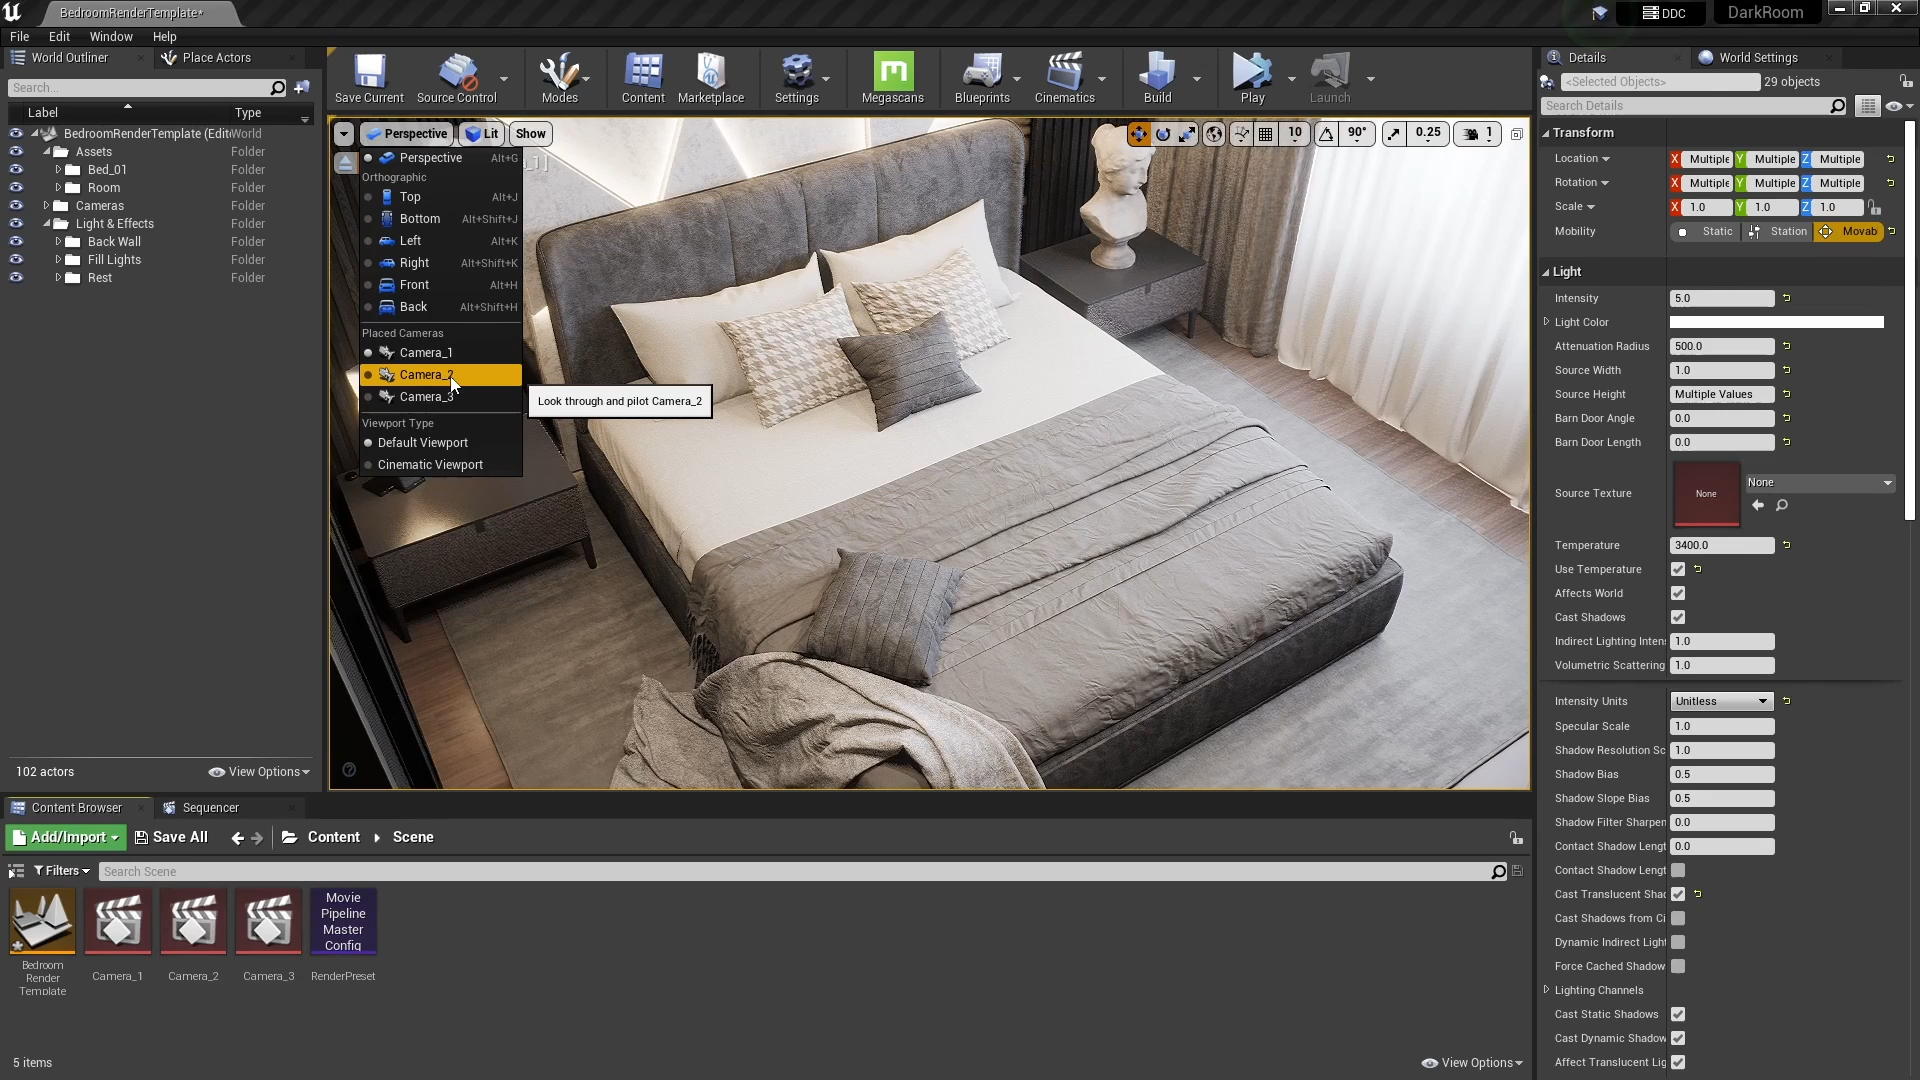 BedroomRenderTemplate*
DDC
DarkRoom
File Edit Window Help
World Outliner
Place Actors
Search...
Label
Type
BedroomRenderTemplate (Edit World
Assets Folder
Bed_01 Folder
Room Folder
Cameras Folder
Light & Effects Folder
Back Wall Folder
Fill Lights Folder
Rest Folder
102 actors
View Options
Save Current
Source Control
Modes
Content
Marketplace
Settings
Megascans
Blueprints
Cinematics
Build
Play
Launch
Perspective
Lit
Show
10
90°
0.25
1
Perspective Alt+G
Orthographic
Top Alt+J
Bottom Alt+Shift+J
Left Alt+K
Right Alt+Shift+K
Front Alt+H
Back Alt+Shift+H
Placed Cameras
Camera_1
Camera_2
Camera_3
Viewport Type
Default Viewport
Cinematic Viewport
Look through and pilot Camera_2
Details
World Settings
<Selected Objects>
29 objects
Search Details
Transform
Location X Multiple Y Multiple Z Multiple
Rotation X Multiple Y Multiple Z Multiple
Scale X 1.0 Y 1.0 Z 1.0
Mobility Static Station Movab
Light
Intensity 5.0
Light Color
Attenuation Radius 500.0
Source Width 1.0
Source Height Multiple Values
Barn Door Angle 0.0
Barn Door Length 0.0
Source Texture None None
Temperature 3400.0
Use Temperature
Affects World
Cast Shadows
Indirect Lighting Inten 1.0
Volumetric Scattering 1.0
Intensity Units Unitless
Specular Scale 1.0
Shadow Resolution Sc 1.0
Shadow Bias 0.5
Shadow Slope Bias 0.5
Shadow Filter Sharpen 0.0
Contact Shadow Lengt 0.0
Contact Shadow Lengt
Cast Translucent Shad
Cast Shadows from Ci
Dynamic Indirect Light
Force Cached Shadow
Lighting Channels
Cast Static Shadows
Cast Dynamic Shadow
Affect Translucent Lig
Content Browser
Sequencer
Add/Import
Save All
Content
Scene
Filters
Search Scene
Bedroom
Render
Template
Camera_1
Camera_2
Camera_3
Movie
Pipeline
Master
Config
RenderPreset
5 items
View Options